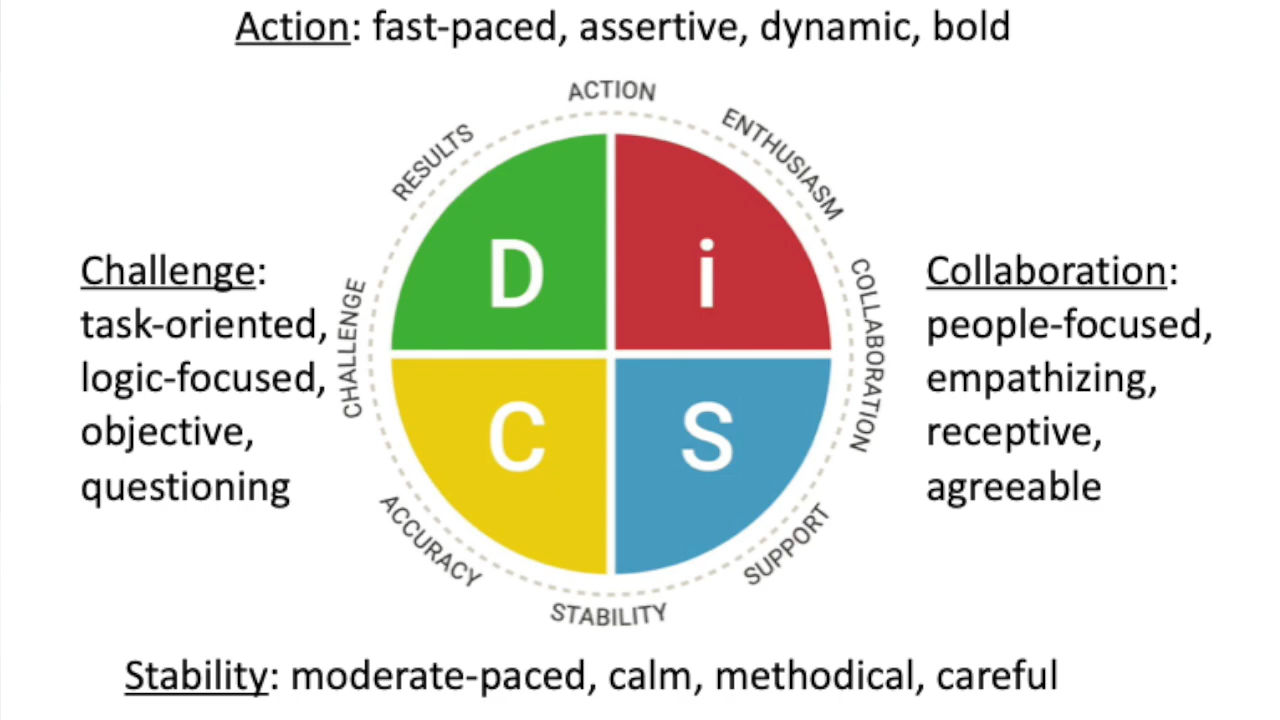 Action: fast-paced, assertive, dynamic, bold
ACTION
RESULTS
ENTHUSIASM
D
i
Challenge:
task-oriented,
logic-focused,
objective,
questioning
CHALLENGE
COLLABORATION
Collaboration:
people-focused,
empathizing,
receptive,
agreeable
C
S
ACCURACY
SUPPORT
STABILITY
Stability: moderate-paced, calm, methodical, careful